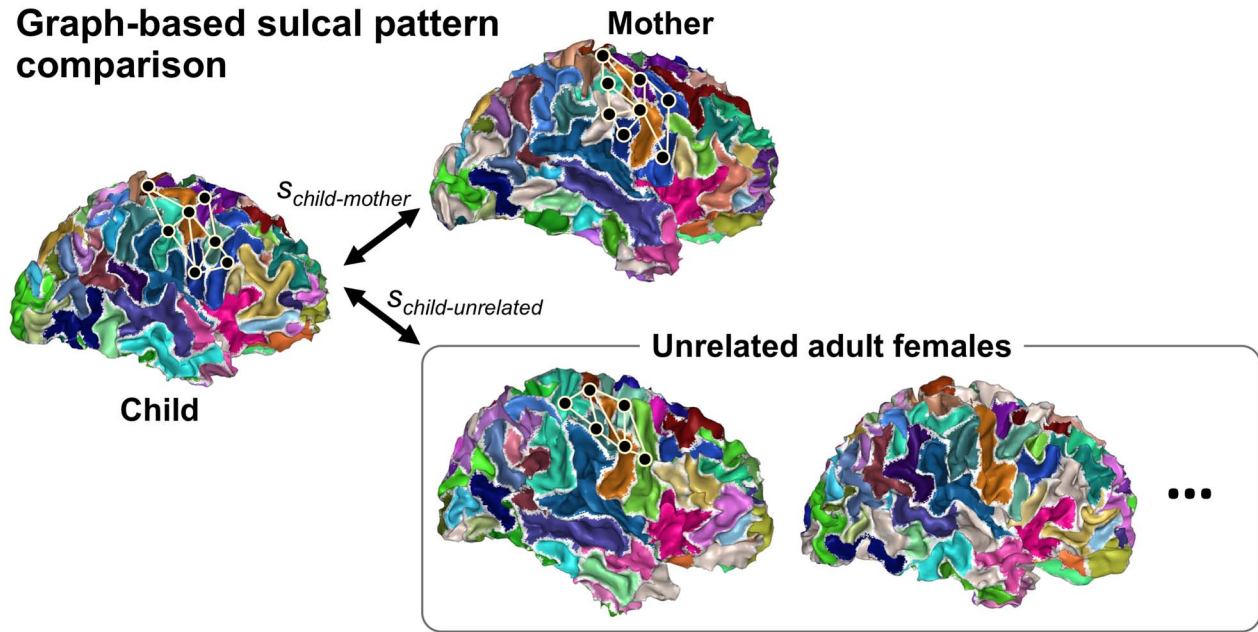 Graph-based sulcal pattern
comparison
Mother
Schild-mother
Schild-unrelated
Unrelated adult females
Child
...